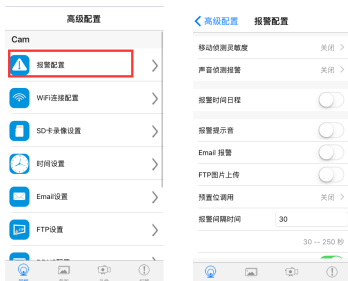 高级配置
Cam
报警配置
WiFi连接配置
SD卡录像设置
时间设置
Email设置
FTP设置
高级配置 报警配置
移动侦测灵敏度 关闭
声音侦测报警 关闭
报警时间日程
报警提示音
Email 报警
FTP图片上传
预置位调用 关闭
报警间隔时间 30
30 — 250 秒